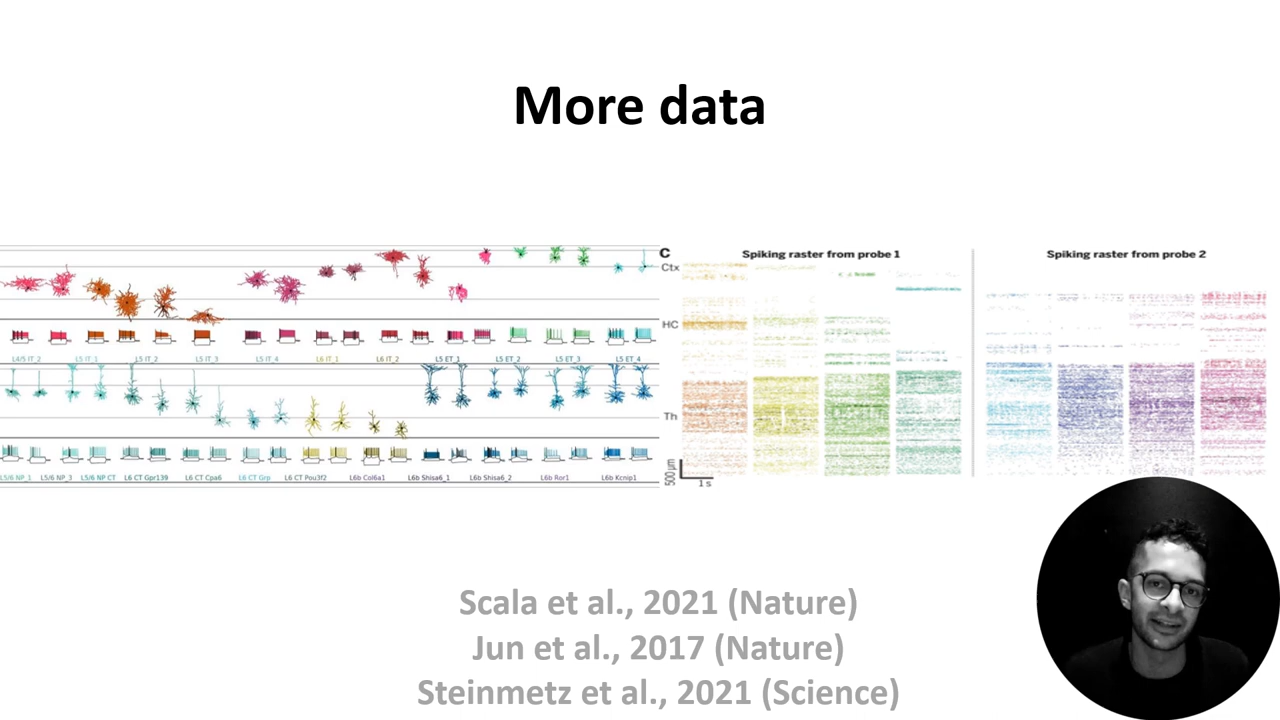 More data
C
Spiking raster from probe 1
Spiking raster from probe 2
Ctx
HC
Th
500 µm
1 s
L4/5 IT_2 L5 IT_1 L5 IT_2 L5 IT_3 L5 IT_4 L6 IT_1 L6 IT_2 L5 ET_1 L5 ET_2 L5 ET_3 L5 ET_4
L5/6 NP_1 L5/6 NP_3 L5/6 NP CT L6 CT Gpr139 L6 CT Cpa6 L6 CT Grp L6 CT Pou3f2 L6b Col6a1 L6b Shisa6_1 L6b Shisa6_2 L6b Ror1 L6b Kcnip1
Scala et al., 2021 (Nature)
Jun et al., 2017 (Nature)
Steinmetz et al., 2021 (Science)